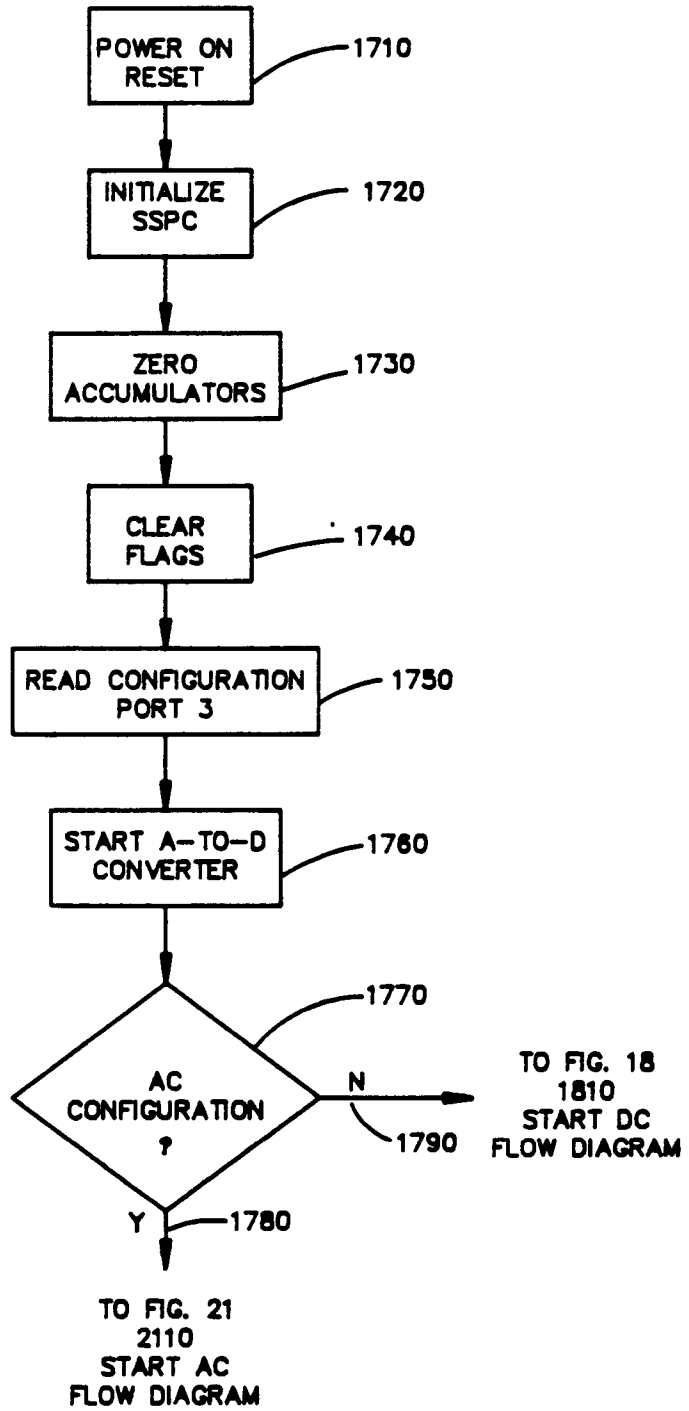 POWER ON
RESET
1710
INITIALIZE
SSPC
1720
ZERO
ACCUMULATORS
1730
CLEAR
FLAGS
1740
READ CONFIGURATION
PORT 3
1750
START A-TO-D
CONVERTER
1760
1770
AC
CONFIGURATION
?
N
1790
TO FIG. 18
1810
START DC
FLOW DIAGRAM
Y
1780
TO FIG. 21
2110
START AC
FLOW DIAGRAM